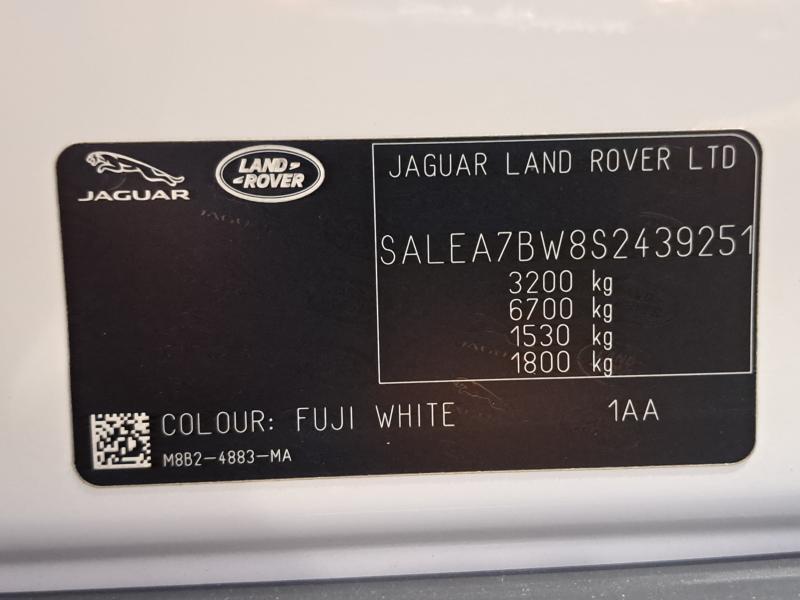 JAGUAR
LAND-
-ROVER
JAGUAR LAND ROVER LTD
SALEA7BW8S2439251
3200 kg
6700 kg
1530 kg
1800 kg
COLOUR: FUJI WHITE 1AA
M8B2-4883-MA